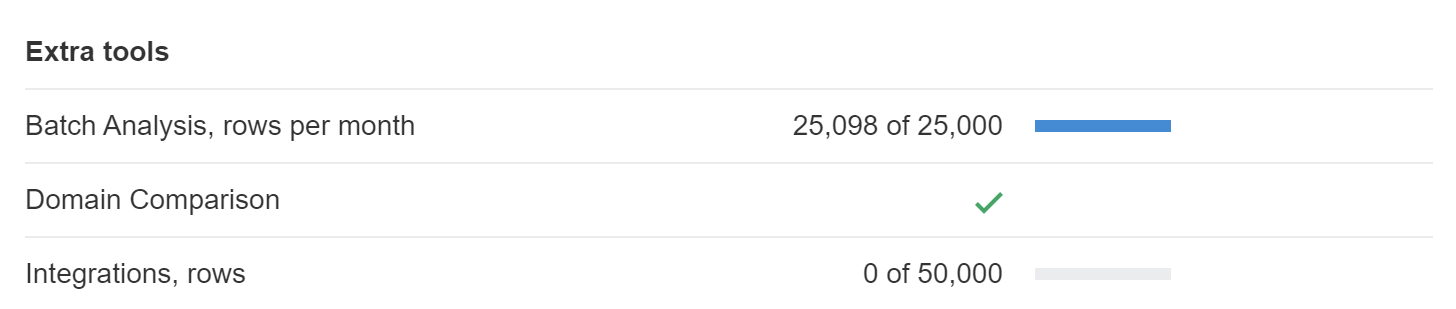 Extra tools
Batch Analysis, rows per month 25,098 of 25,000
Domain Comparison
Integrations, rows 0 of 50,000